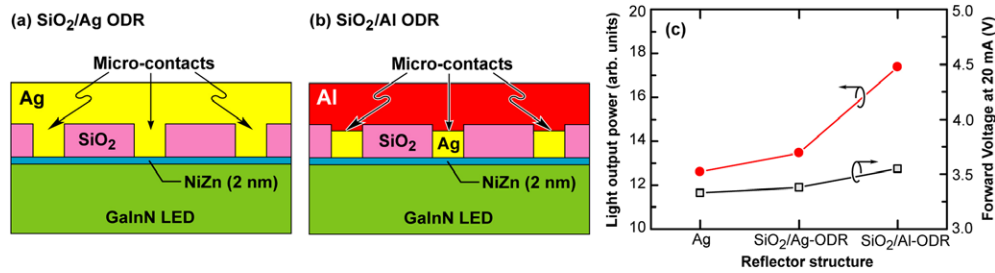 (a) SiO₂/Ag ODR
Micro-contacts
Ag
SiO₂
NiZn (2 nm)
GaInN LED
(b) SiO₂/Al ODR
Micro-contacts
Al
Ag
NiZn (2 nm)
GaInN LED
(c)
Light output power (arb. units)
20
18
16
14
12
10
5.0
4.5
4.0
3.5
3.0
Forward Voltage at 20 mA (V)
Ag
SiO₂/Ag-ODR
SiO₂/Al-ODR
Reflector structure